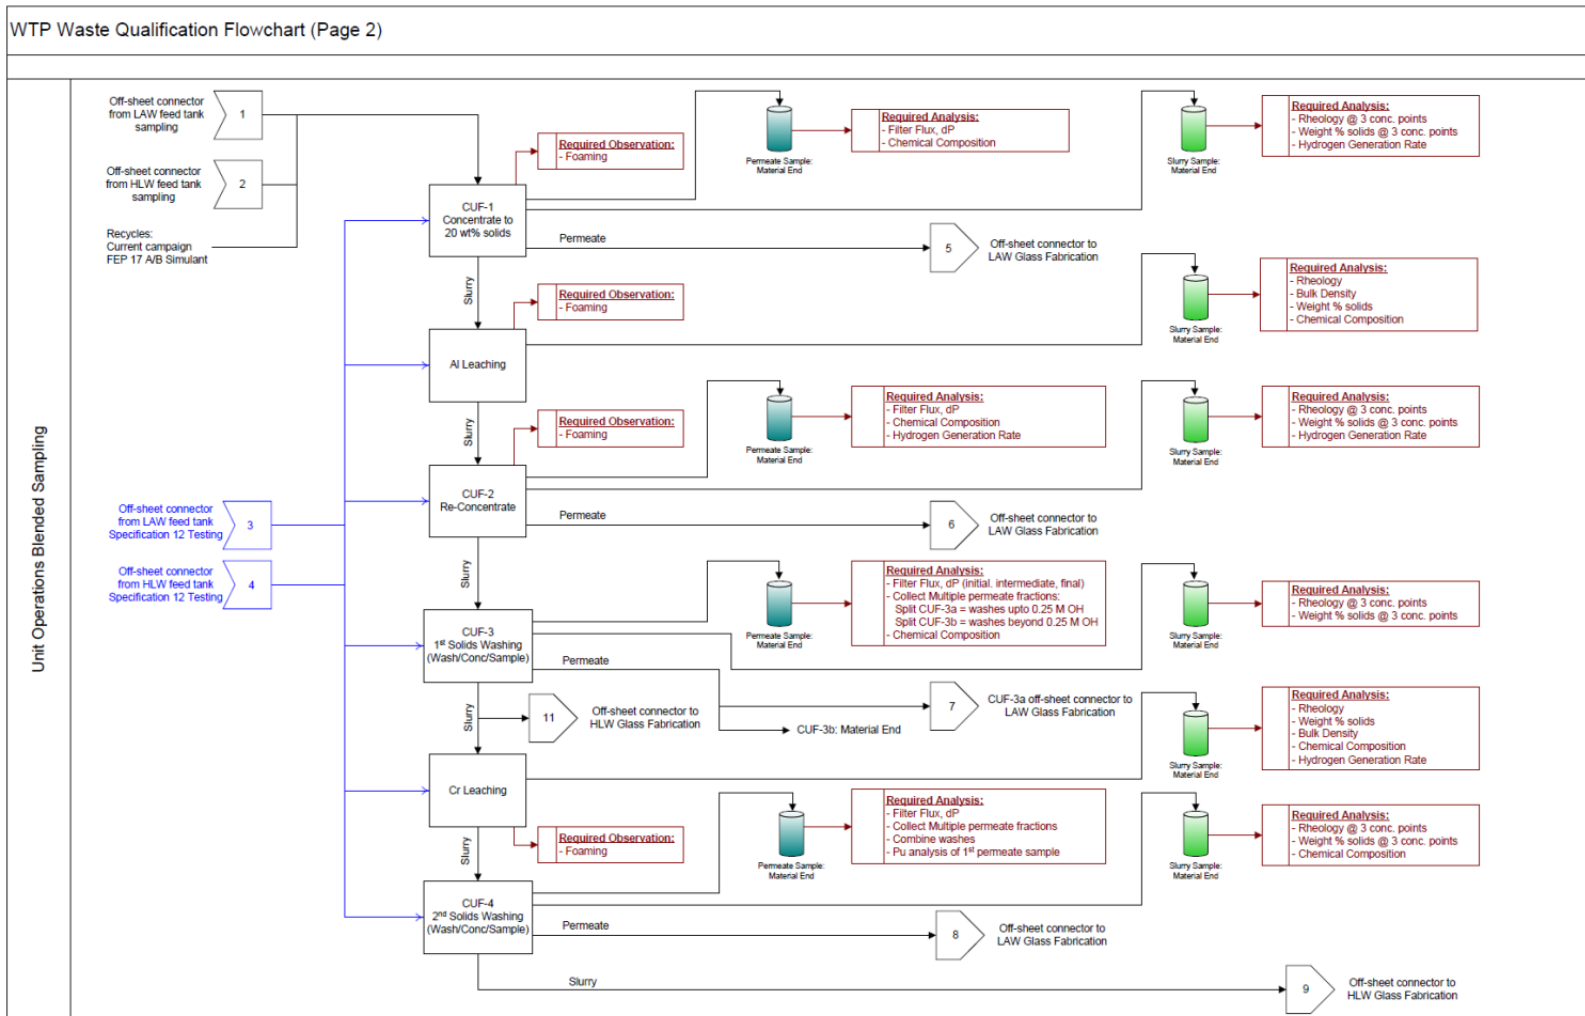 WTP Waste Qualification Flowchart (Page 2)
Unit Operations Blended Sampling
Off-sheet connector
from LAW feed tank
sampling
1
Off-sheet connector
from HLW feed tank
sampling
2
Recycles:
Current campaign
FEP 17 A/B Simulant
Required Observation:
- Foaming
CUF-1
Concentrate to
20 wt% solids
Permeate Sample:
Material End
Required Analysis:
- Filter Flux, dP
- Chemical Composition
Slurry Sample:
Material End
Required Analysis:
- Rheology @ 3 conc. points
- Weight % solids @ 3 conc. points
- Hydrogen Generation Rate
Permeate
5
Off-sheet connector to
LAW Glass Fabrication
Slurry
Required Observation:
- Foaming
Al Leaching
Slurry Sample:
Material End
Required Analysis:
- Rheology
- Bulk Density
- Weight % solids
- Chemical Composition
Slurry
Required Observation:
- Foaming
CUF-2
Re-Concentrate
Permeate Sample:
Material End
Required Analysis:
- Filter Flux, dP
- Chemical Composition
- Hydrogen Generation Rate
Slurry Sample:
Material End
Required Analysis:
- Rheology @ 3 conc. points
- Weight % solids @ 3 conc. points
- Hydrogen Generation Rate
Off-sheet connector
from LAW feed tank
Specification 12 Testing
3
Permeate
6
Off-sheet connector to
LAW Glass Fabrication
Off-sheet connector
from HLW feed tank
Specification 12 Testing
4
Slurry
CUF-3
1st Solids Washing
(Wash/Conc/Sample)
Permeate Sample:
Material End
Required Analysis:
- Filter Flux, dP (initial. intermediate, final)
- Collect Multiple permeate fractions:
Split CUF-3a = washes upto 0.25 M OH
Split CUF-3b = washes beyond 0.25 M OH
- Chemical Composition
Slurry Sample:
Material End
Required Analysis:
- Rheology @ 3 conc. points
- Weight % solids @ 3 conc. points
Permeate
7
CUF-3a off-sheet connector to
LAW Glass Fabrication
CUF-3b: Material End
Slurry
11
Off-sheet connector to
HLW Glass Fabrication
Cr Leaching
Slurry Sample:
Material End
Required Analysis:
- Rheology
- Weight % solids
- Bulk Density
- Chemical Composition
- Hydrogen Generation Rate
Slurry
Required Observation:
- Foaming
CUF-4
2nd Solids Washing
(Wash/Conc/Sample)
Permeate Sample:
Material End
Required Analysis:
- Filter Flux, dP
- Collect Multiple permeate fractions
- Combine washes
- Pu analysis of 1st permeate sample
Slurry Sample:
Material End
Required Analysis:
- Rheology @ 3 conc. points
- Weight % solids @ 3 conc. points
- Chemical Composition
Permeate
8
Off-sheet connector to
LAW Glass Fabrication
Slurry
9
Off-sheet connector to
HLW Glass Fabrication